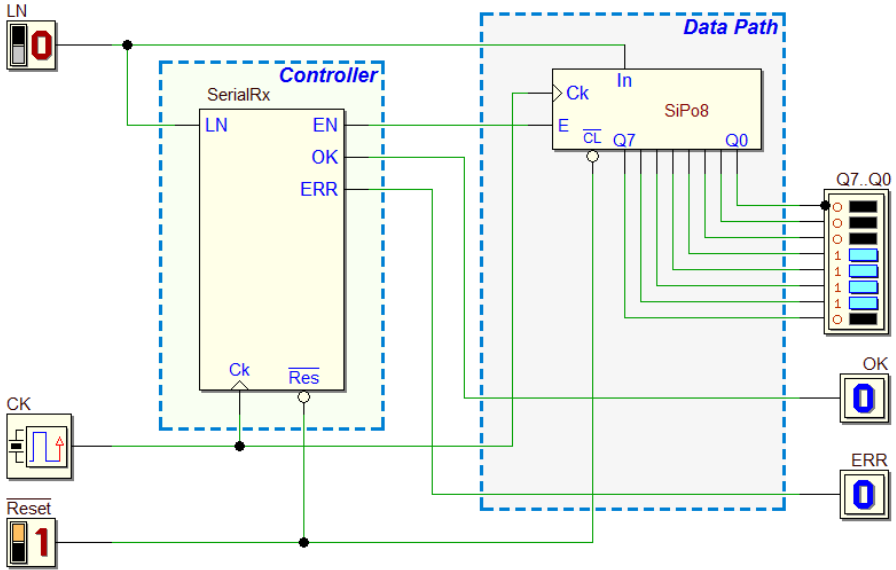 LN
0
Data Path
Controller
SerialRx
LN
EN
OK
ERR
Ck
Res
In
Ck
SiPo8
E
CL
Q7
Q0
Q7..Q0
0
0
0
1
1
1
1
0
OK
0
ERR
0
CK
Reset
1